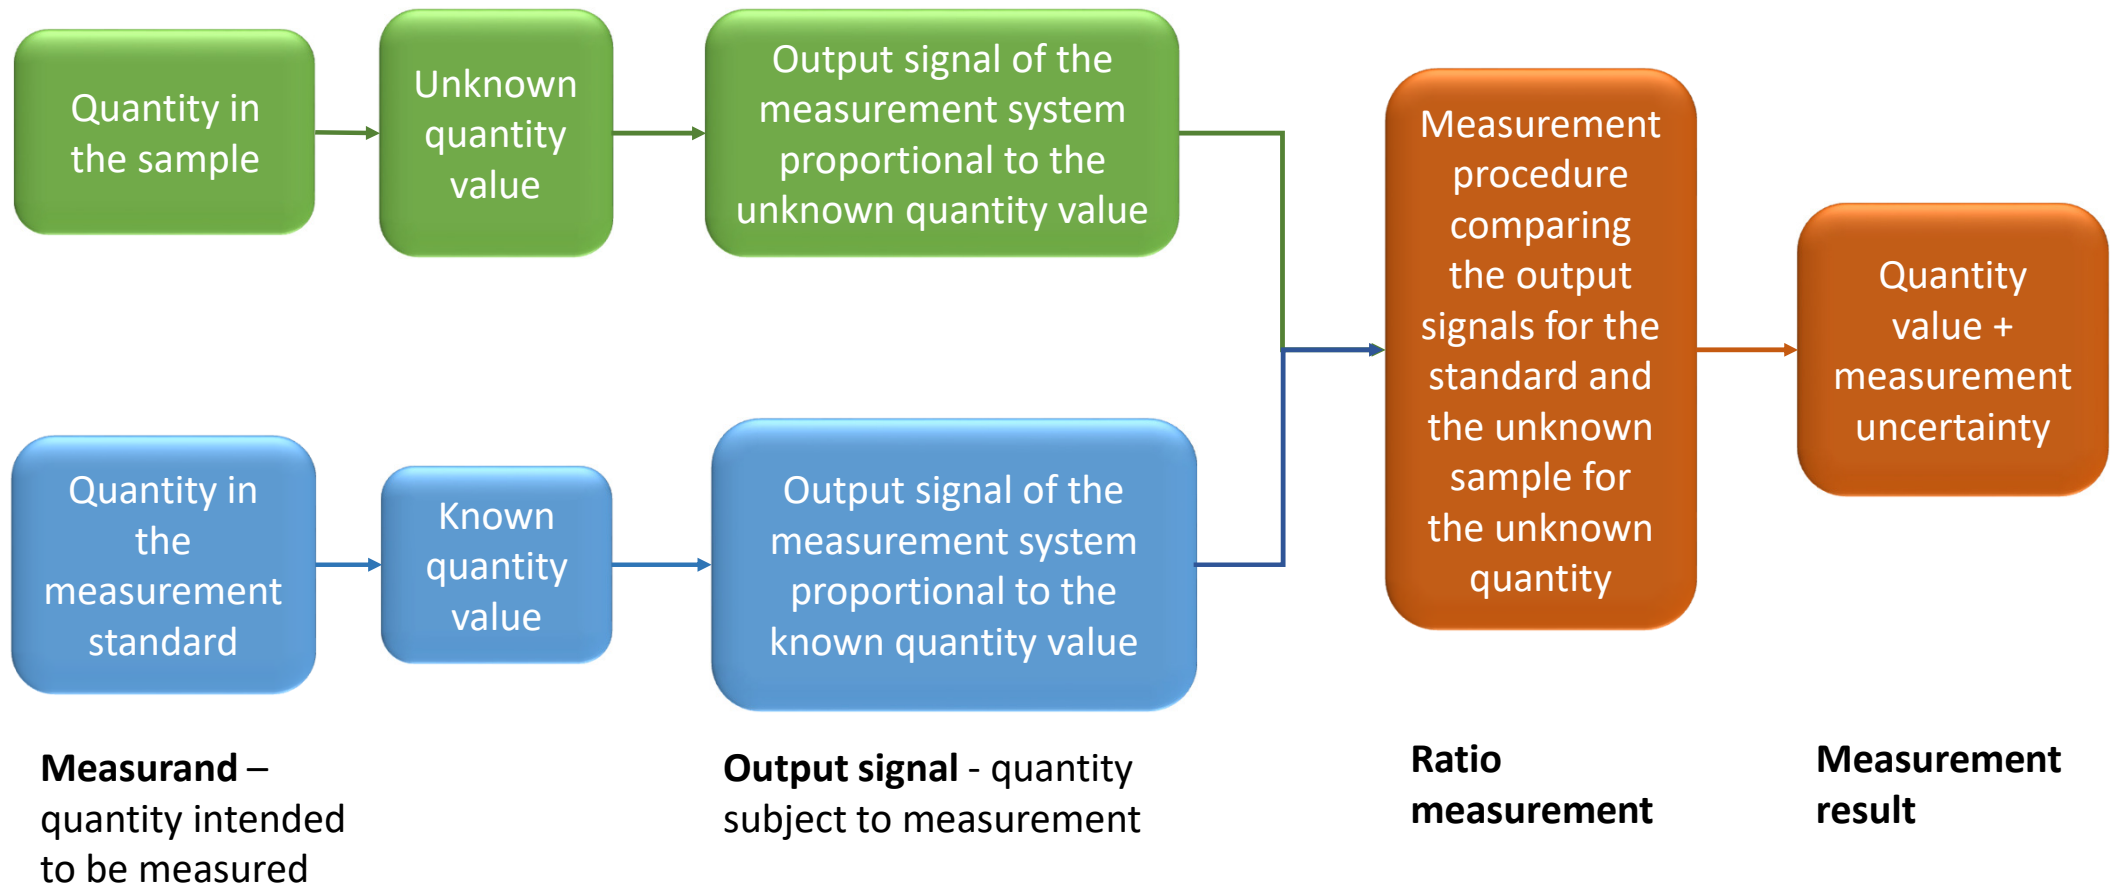 Quantity in
the sample
Unknown
quantity
value
Output signal of the
measurement system
proportional to the
unknown quantity value
Quantity in
the
measurement
standard
Known
quantity
value
Output signal of the
measurement system
proportional to the
known quantity value
Measurement
procedure
comparing
the output
signals for the
standard and
the unknown
sample for
the unknown
quantity
Quantity
value +
measurement
uncertainty
Measurand –
quantity intended
to be measured
Output signal - quantity
subject to measurement
Ratio
measurement
Measurement
result